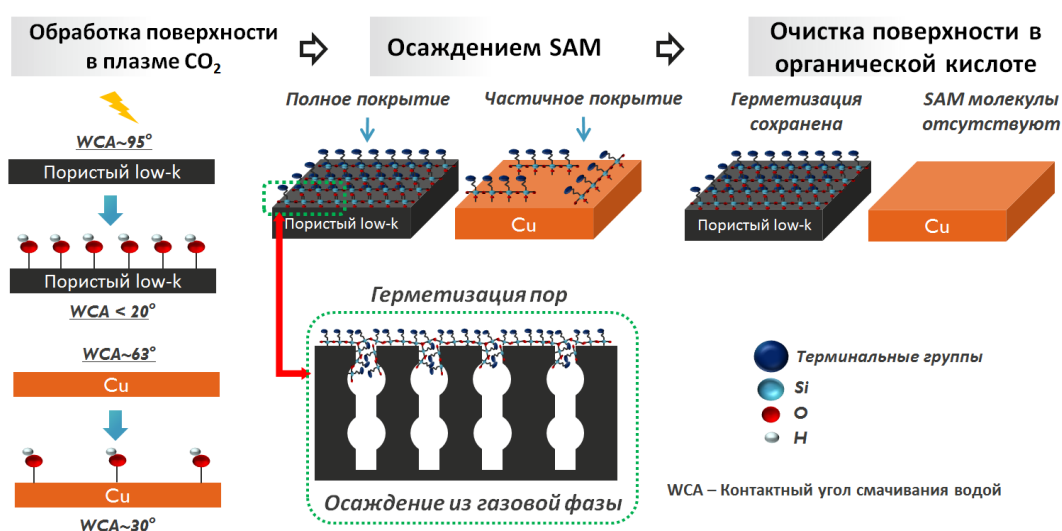 Обработка поверхности
в плазме CO₂
Осаждением SAM
Очистка поверхности в
органической кислоте
Полное покрытие
Частичное покрытие
Герметизация
сохранена
SAM молекулы
отсутствуют
WCA~95°
Пористый low-k
Пористый low-k
WCA < 20°
WCA~63°
Cu
Cu
WCA~30°
Пористый low-k
Cu
Пористый low-k
Cu
Герметизация пор
Осаждение из газовой фазы
Терминальные группы
Si
O
H
WCA – Контактный угол смачивания водой